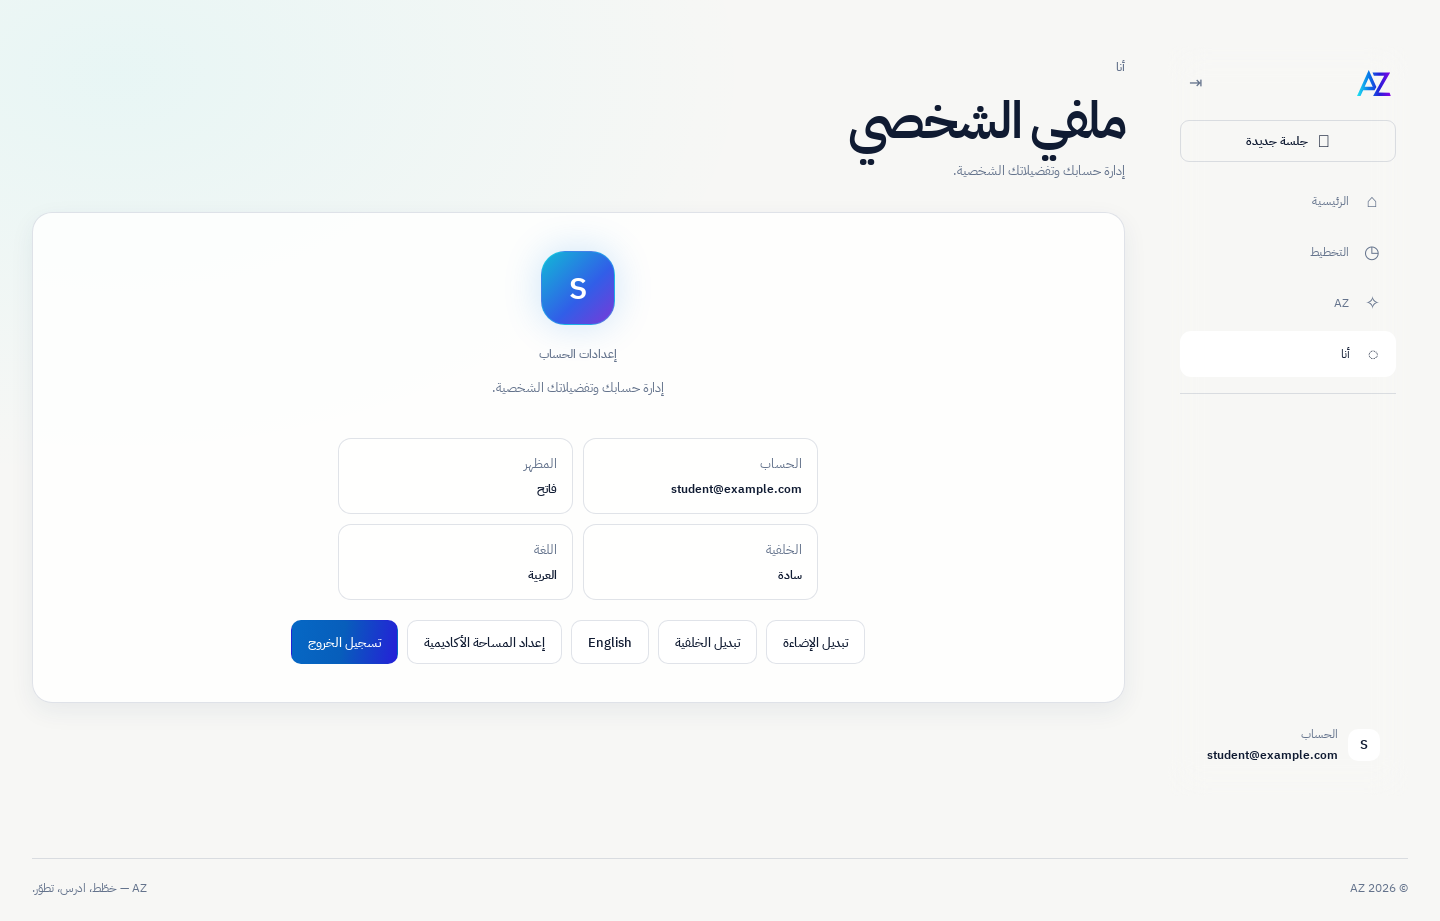 AZ
جلسة جديدة
الرئيسية
التخطيط
AZ
أنا
الحساب
S
student@example.com
أنا
ملفي الشخصي
إدارة حسابك وتفضيلاتك الشخصية.
S
إعدادات الحساب
إدارة حسابك وتفضيلاتك الشخصية.
الحساب
student@example.com
المظهر
فاتح
الخلفية
سادة
اللغة
العربية
تبديل الإضاءة
تبديل الخلفية
English
إعداد المساحة الأكاديمية
تسجيل الخروج
© 2026 AZ
AZ — خطّط، ادرس، تطوّر.